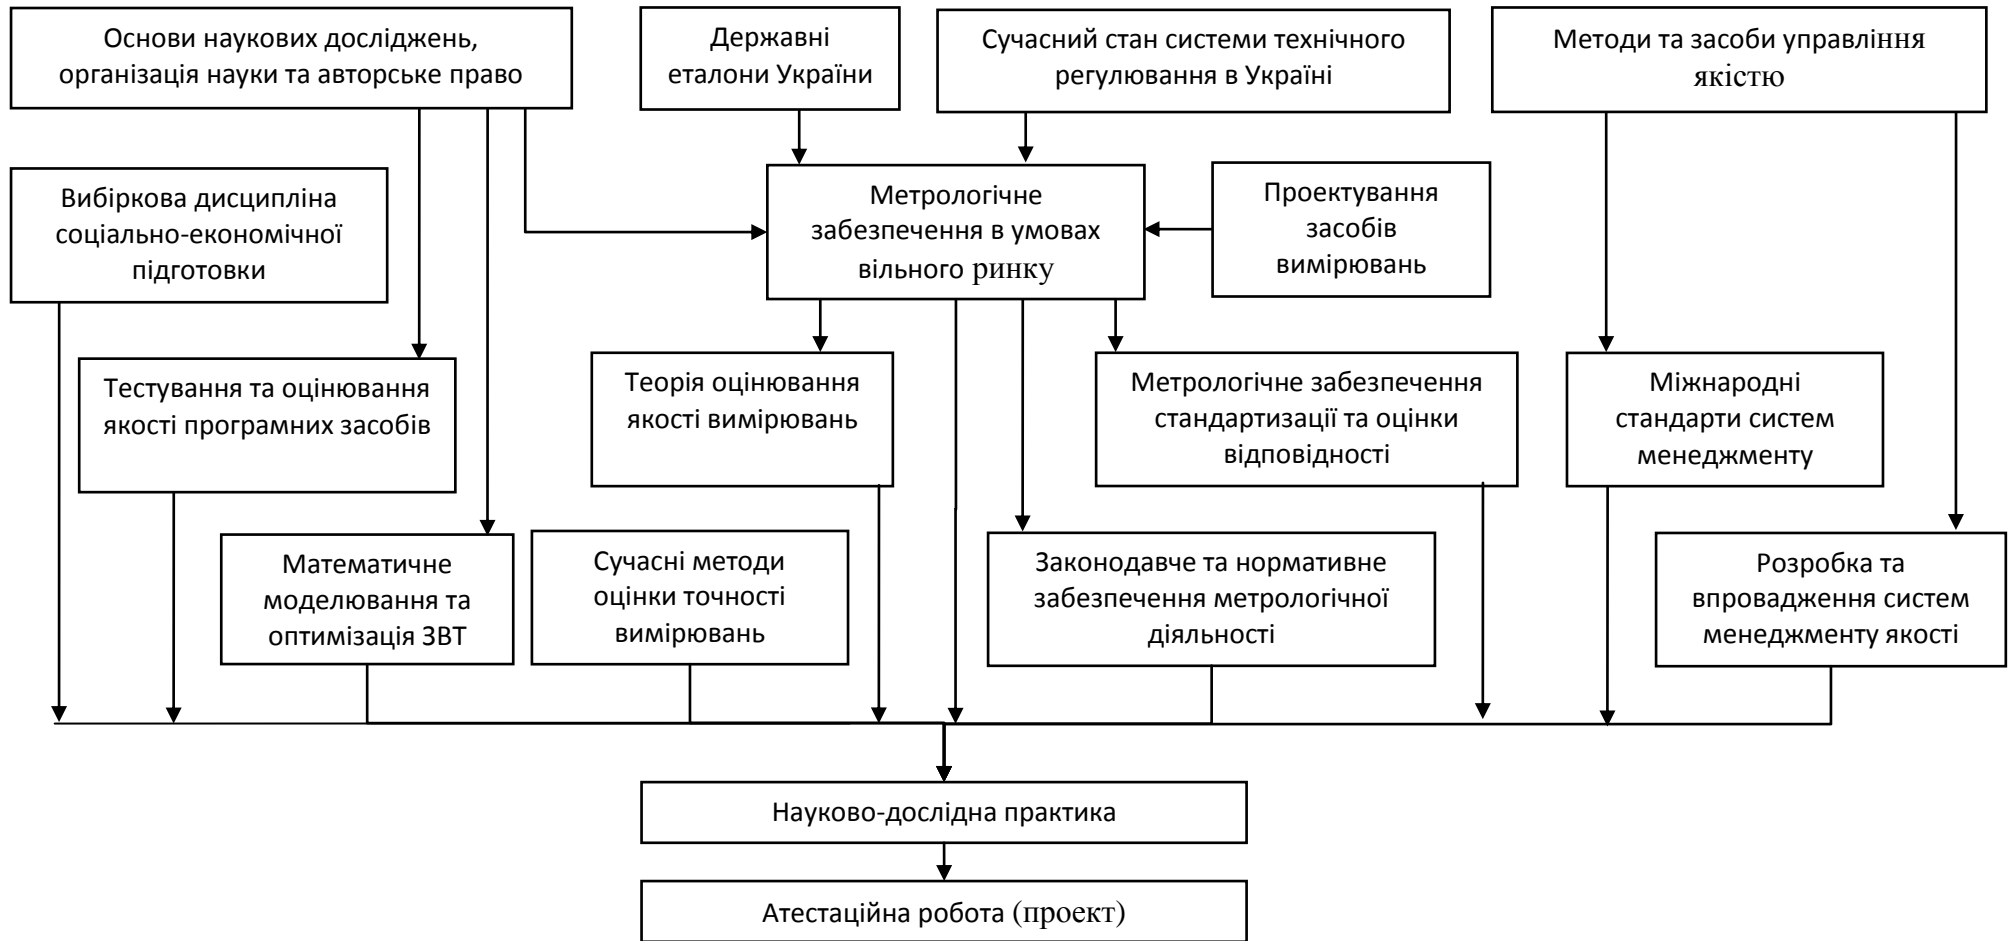 Основи наукових досліджень,
організація науки та авторське право
Державні
еталони України
Сучасний стан системи технічного
регулювання в Україні
Методи та засоби управління
якістю
Вибіркова дисципліна
соціально-економічної
підготовки
Метрологічне
забезпечення в умовах
вільного ринку
Проектування
засобів
вимірювань
Тестування та оцінювання
якості програмних засобів
Теорія оцінювання
якості вимірювань
Метрологічне забезпечення
стандартизації та оцінки
відповідності
Міжнародні
стандарти систем
менеджменту
Математичне
моделювання та
оптимізація ЗВТ
Сучасні методи
оцінки точності
вимірювань
Законодавче та нормативне
забезпечення метрологічної
діяльності
Розробка та
впровадження систем
менеджменту якості
Науково-дослідна практика
Атестаційна робота (проект)